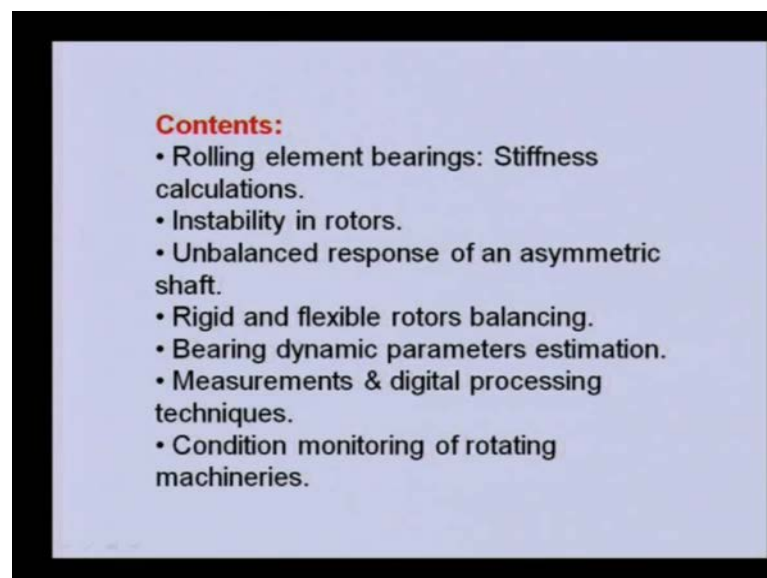 Contents:
• Rolling element bearings: Stiffness
calculations.
• Instability in rotors.
• Unbalanced response of an asymmetric
shaft.
• Rigid and flexible rotors balancing.
• Bearing dynamic parameters estimation.
• Measurements & digital processing
techniques.
• Condition monitoring of rotating
machineries.